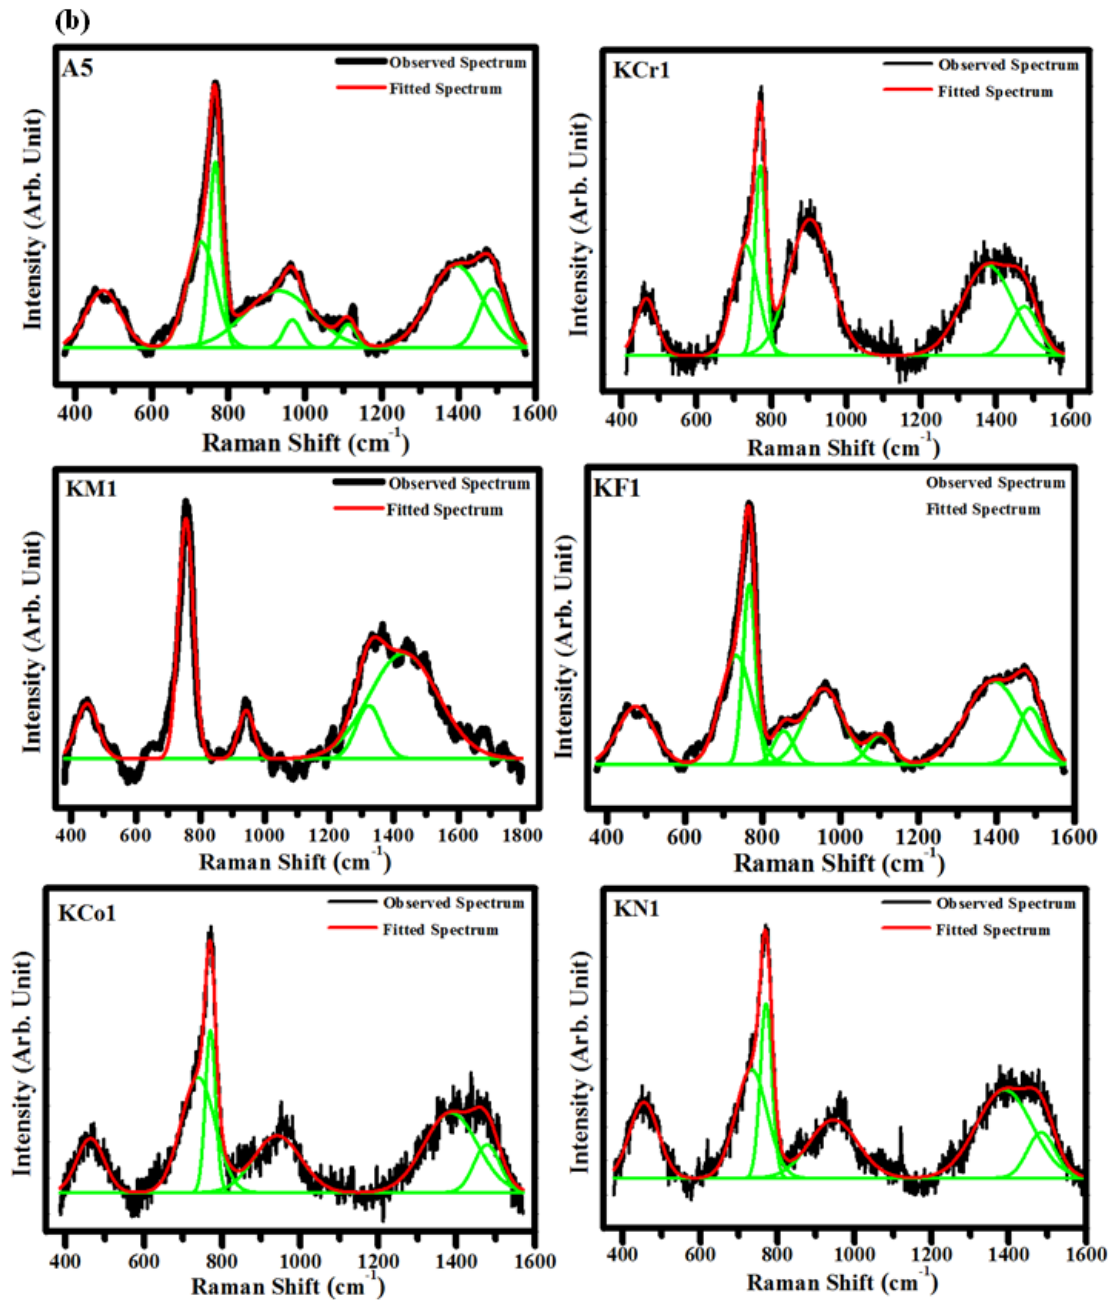 (b)
A5
Observed Spectrum
Fitted Spectrum
Intensity (Arb. Unit)
400 600 800 1000 1200 1400 1600
Raman Shift (cm-1)
KCr1
Observed Spectrum
Fitted Spectrum
Intensity (Arb. Unit)
400 600 800 1000 1200 1400 1600
Raman Shift (cm-1)
KM1
Observed Spectrum
Fitted Spectrum
Intensity (Arb. Unit)
400 600 800 1000 1200 1400 1600 1800
Raman Shift (cm-1)
KF1
Observed Spectrum
Fitted Spectrum
Intensity (Arb. Unit)
400 600 800 1000 1200 1400 1600
Raman Shift (cm-1)
KCo1
Observed Spectrum
Fitted Spectrum
Intensity (Arb. Unit)
400 600 800 1000 1200 1400 1600
Raman Shift (cm-1)
KN1
Observed Spectrum
Fitted Spectrum
Intensity (Arb. Unit)
400 600 800 1000 1200 1400 1600
Raman Shift (cm-1)